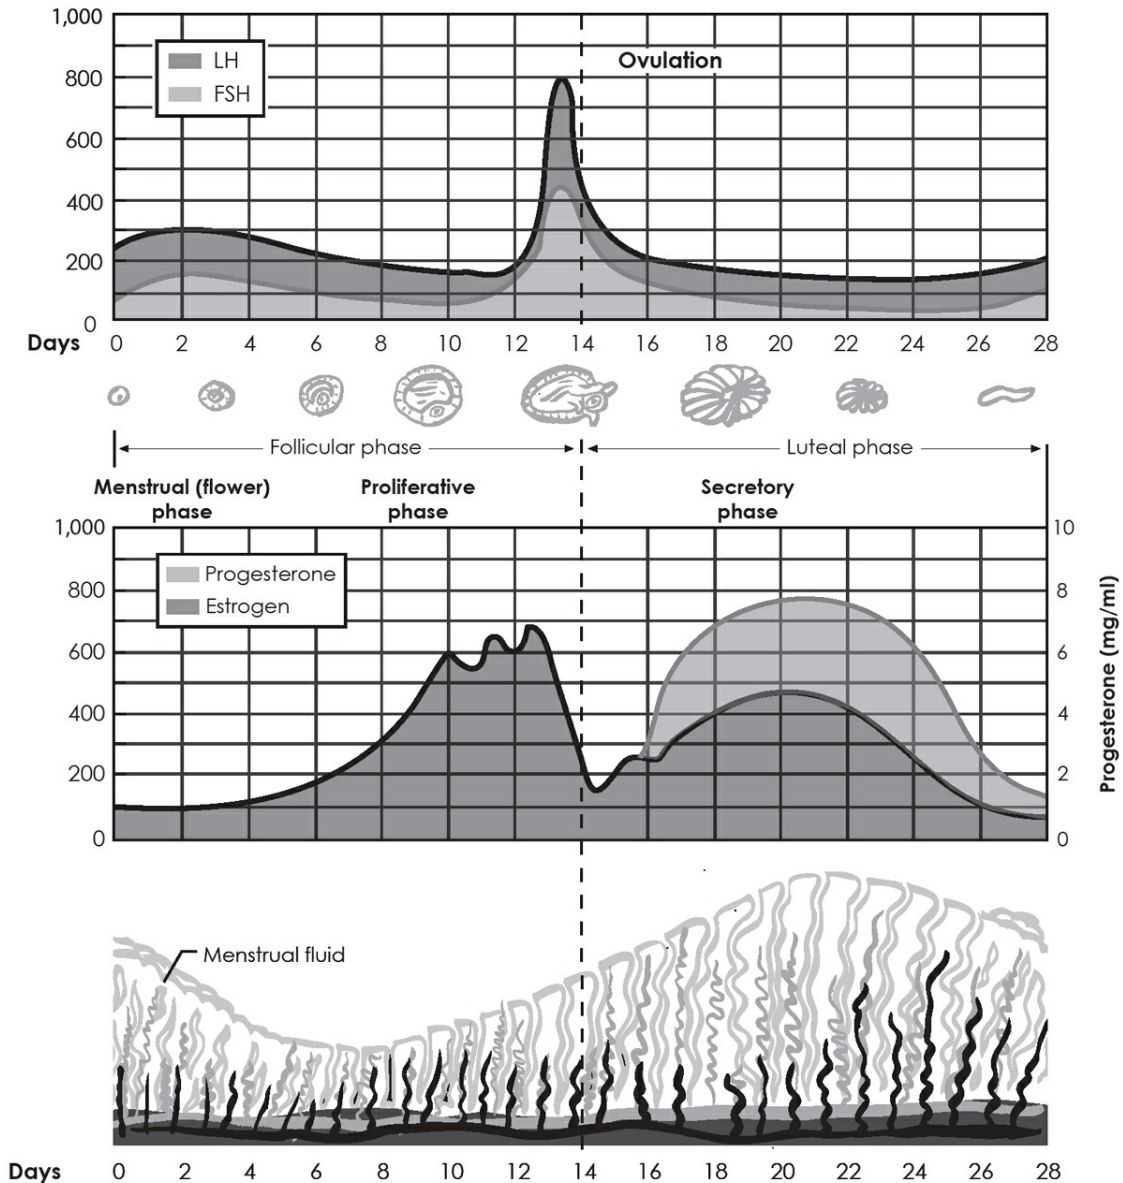 1,000
800
600
400
200
0
LH
FSH
Ovulation
Days 0 2 4 6 8 10 12 14 16 18 20 22 24 26 28
Follicular phase
Luteal phase
Menstrual (flower)
phase
Proliferative
phase
Secretory
phase
1,000
800
600
400
200
0
Progesterone
Estrogen
10
8
6
4
2
0
Progesterone (mg/ml)
Menstrual fluid
Days 0 2 4 6 8 10 12 14 16 18 20 22 24 26 28